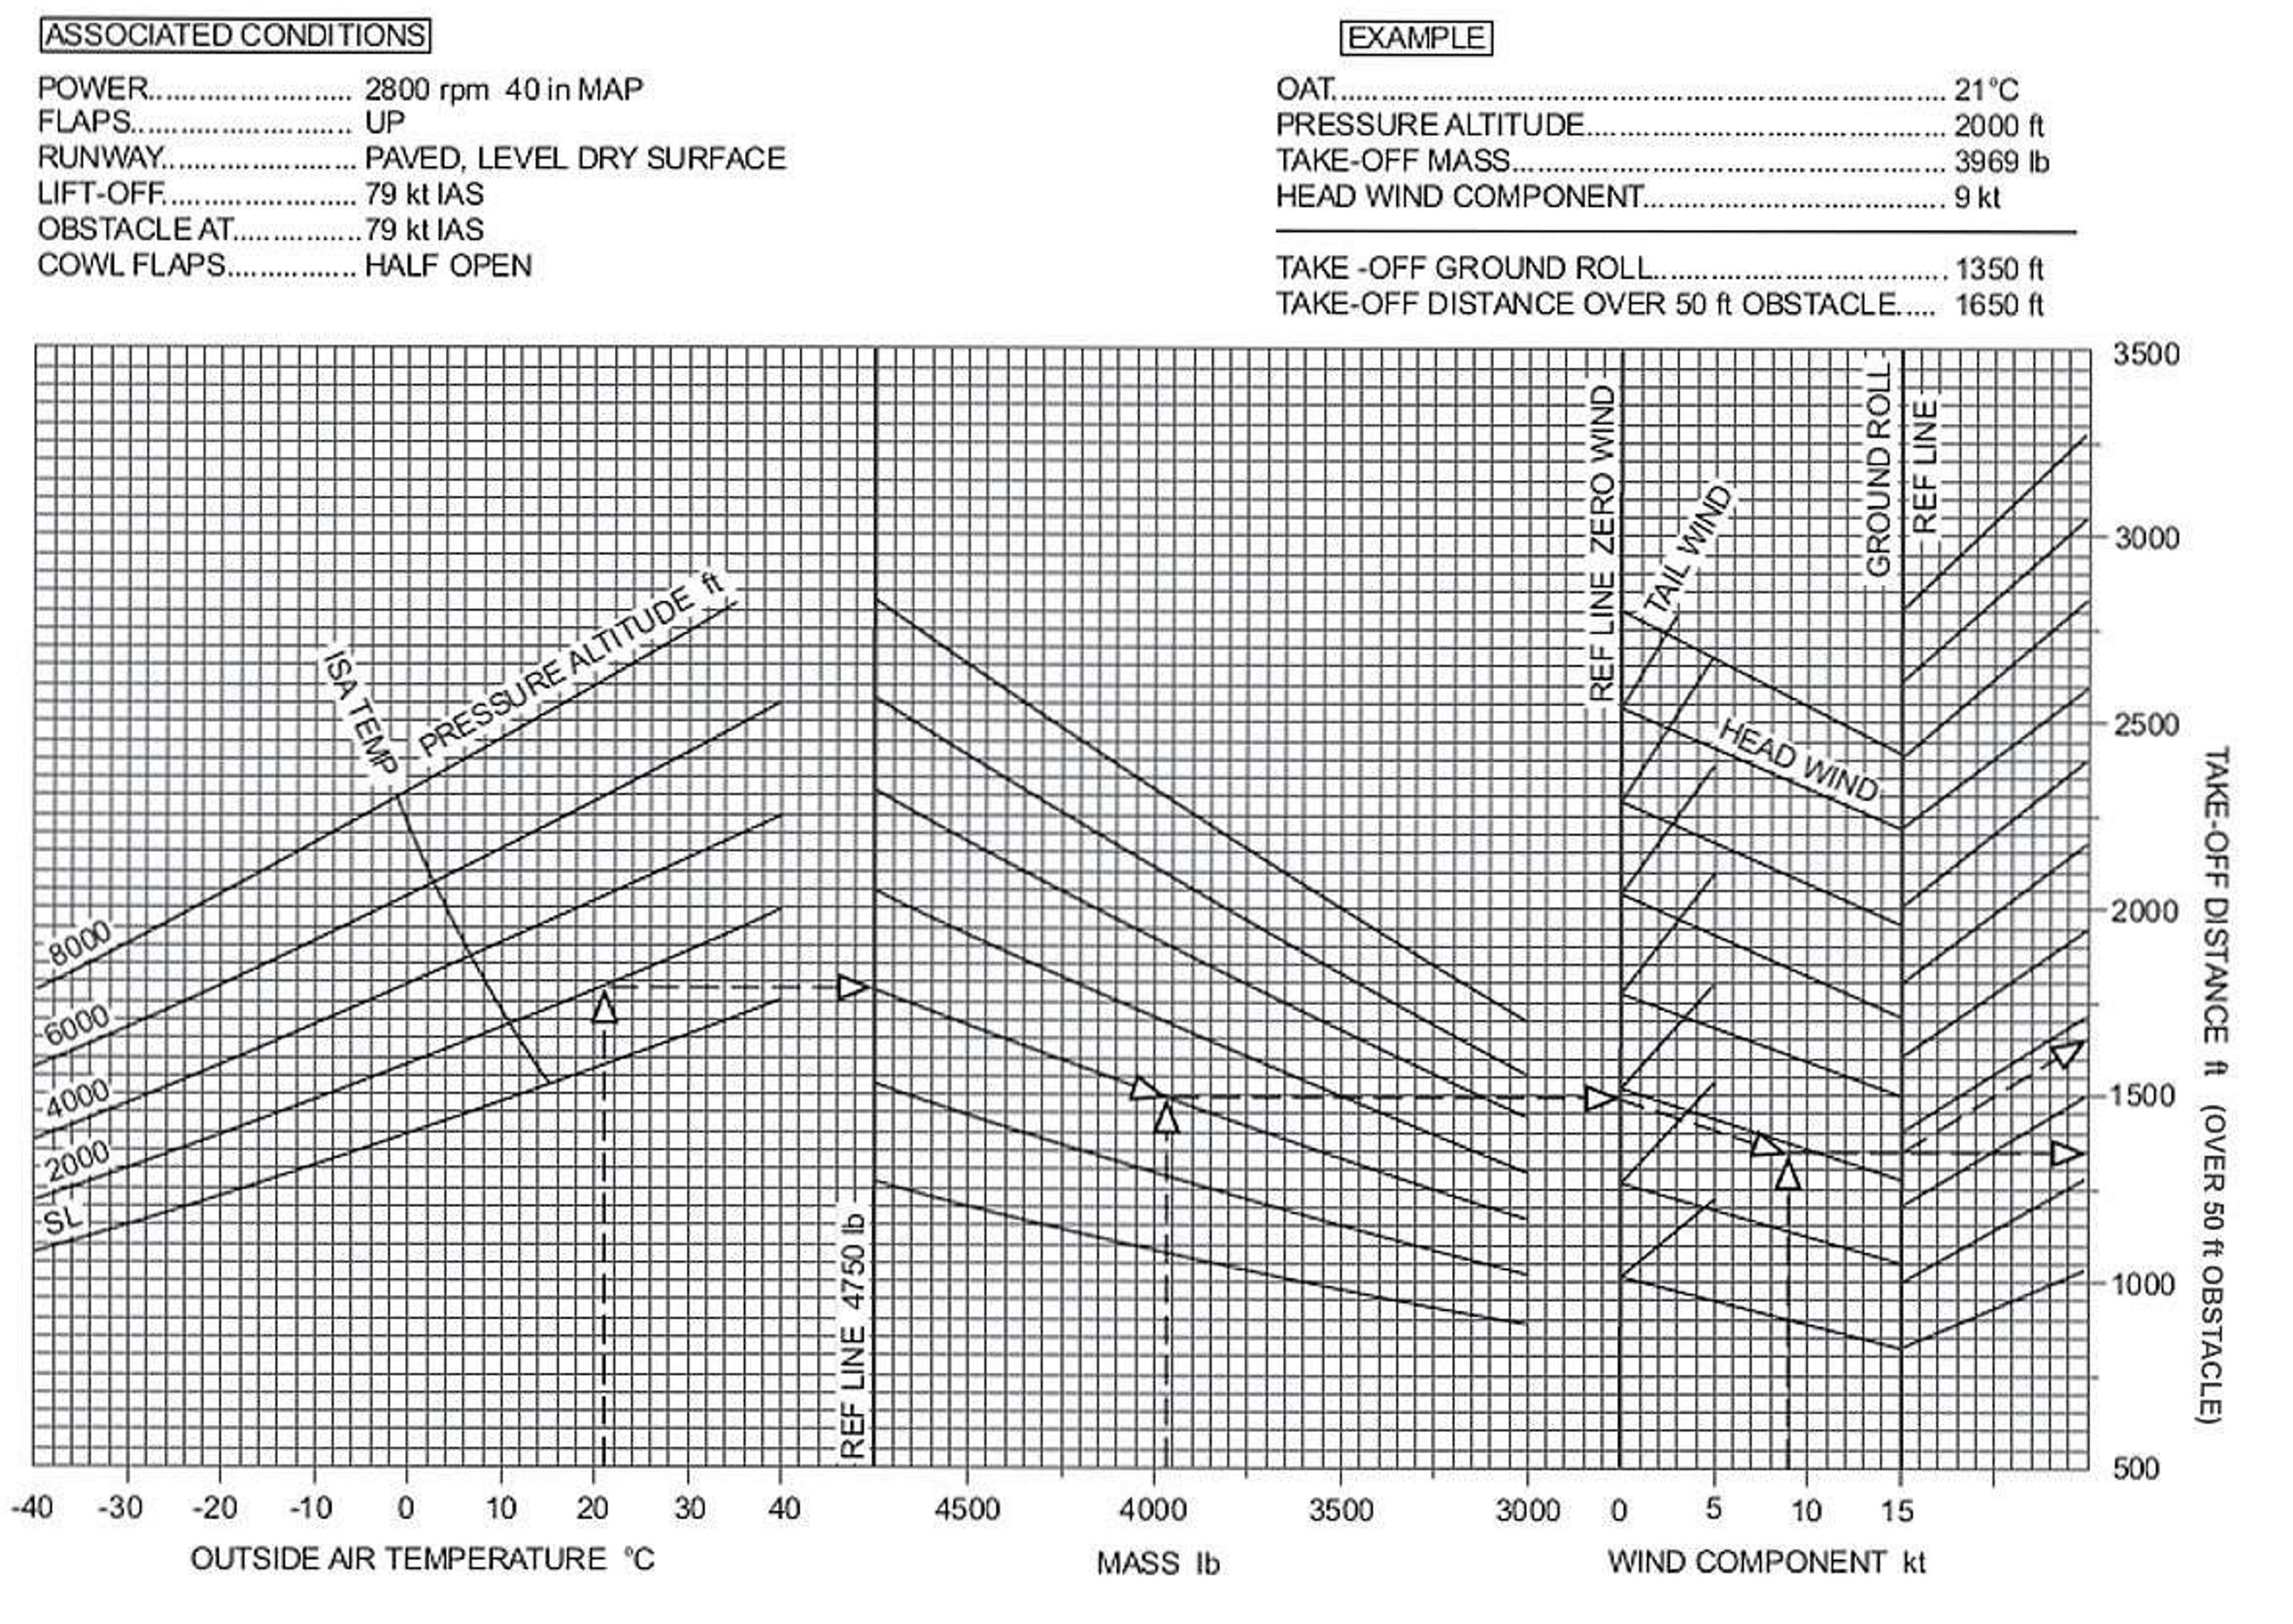 ASSOCIATED CONDITIONS
POWER........................ 2800 rpm 40 in MAP
FLAPS.......................... UP
RUNWAY....................... PAVED, LEVEL DRY SURFACE
LIFT-OFF....................... 79 kt IAS
OBSTACLE AT................ 79 kt IAS
COWL FLAPS............... HALF OPEN
EXAMPLE
OAT........................................................................ 21°C
PRESSURE ALTITUDE.......................................... 2000 ft
TAKE-OFF MASS.................................................. 3969 lb
HEAD WIND COMPONENT................................... 9 kt
TAKE -OFF GROUND ROLL.................................. 1350 ft
TAKE-OFF DISTANCE OVER 50 ft OBSTACLE..... 1650 ft
ISA TEMP
PRESSURE ALTITUDE ft
8000
6000
4000
2000
SL
REF LINE 4750 lb
REF LINE ZERO WIND
TAIL WIND
HEAD WIND
GROUND ROLL
REF LINE
3500
3000
2500
2000
1500
1000
500
TAKE-OFF DISTANCE ft (OVER 50 ft OBSTACLE)
-40 -30 -20 -10 0 10 20 30 40 4500 4000 3500 3000 0 5 10 15
OUTSIDE AIR TEMPERATURE °C
MASS lb
WIND COMPONENT kt